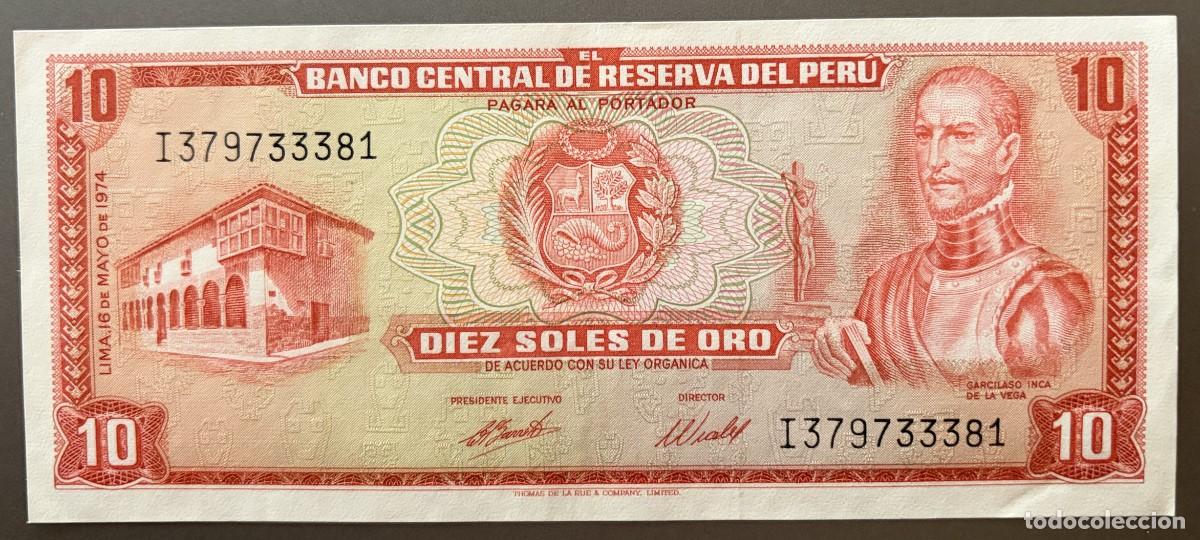 EL
BANCO CENTRAL DE RESERVA DEL PERÚ
PAGARA AL PORTADOR
10
10
I379733381
LIMA, 16 DE MAYO DE 1974
DIEZ SOLES DE ORO
DE ACUERDO CON SU LEY ORGANICA
GARCILASO INCA
DE LA VEGA
PRESIDENTE EJECUTIVO
DIRECTOR
I379733381
10
10
THOMAS DE LA RUE & COMPANY, LIMITED.
todocoleccion